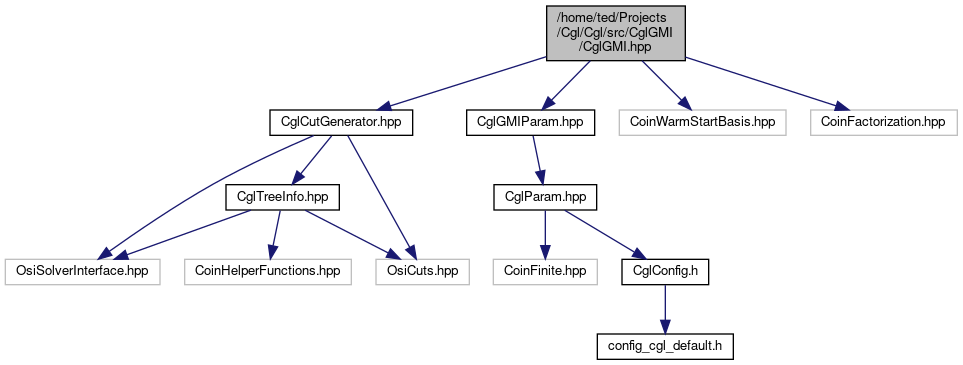 /home/ted/Projects
/Cgl/Cgl/src/CglGMI
/CglGMI.hpp
CglCutGenerator.hpp
CglGMIParam.hpp
CoinWarmStartBasis.hpp
CoinFactorization.hpp
CglTreeInfo.hpp
CglParam.hpp
OsiSolverInterface.hpp
CoinHelperFunctions.hpp
OsiCuts.hpp
CoinFinite.hpp
CglConfig.h
config_cgl_default.h